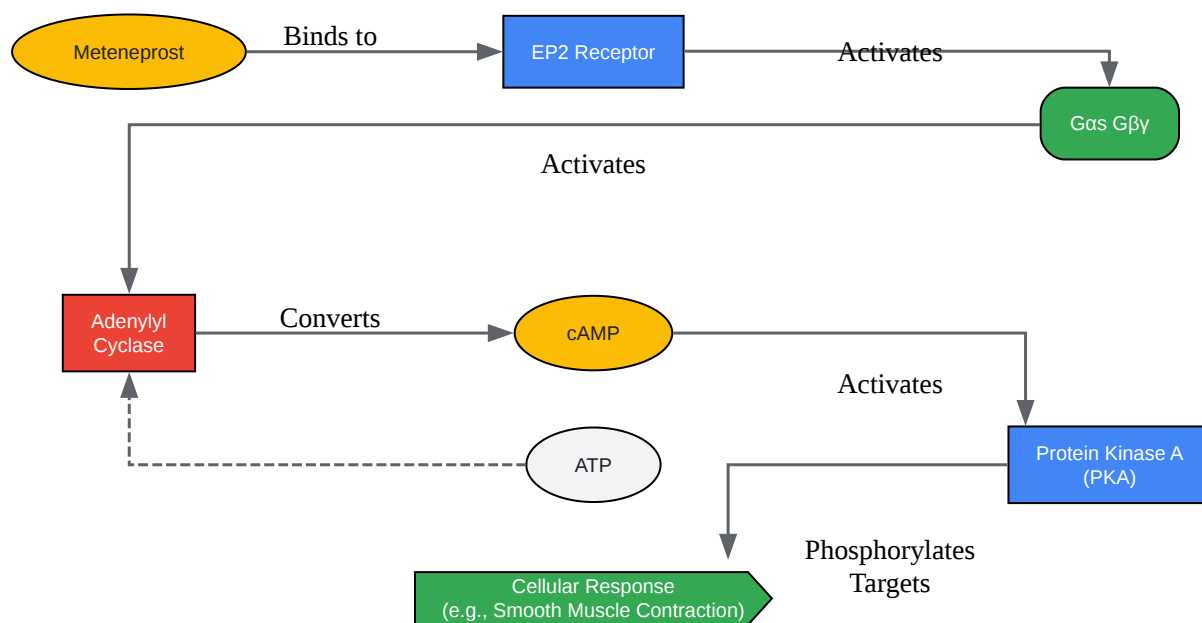 Meteneprost
Binds to
EP2 Receptor
Activates
Gαs Gβγ
Activates
Adenylyl
Cyclase
Converts
cAMP
Activates
ATP
Protein Kinase A
(PKA)
Phosphorylates
Targets
Cellular Response
(e.g., Smooth Muscle Contraction)